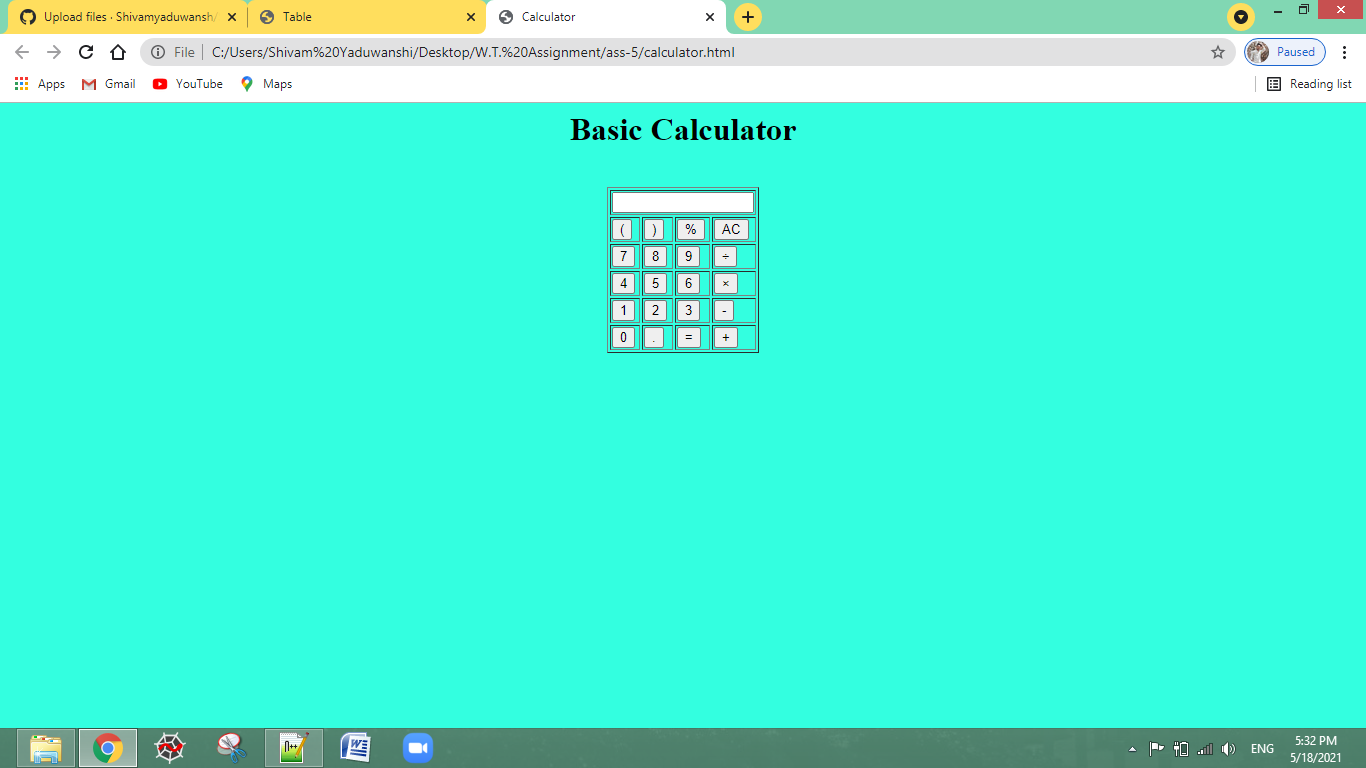 Upload files · Shivamyaduwansh/
Table
Calculator
File
C:/Users/Shivam%20Yaduwanshi/Desktop/W.T.%20Assignment/ass-5/calculator.html
Paused
Apps
Gmail
YouTube
Maps
Reading list
Basic Calculator
( ) % AC
7 8 9 ÷
4 5 6 ×
1 2 3 -
0 . = +
ENG
5:32 PM
5/18/2021